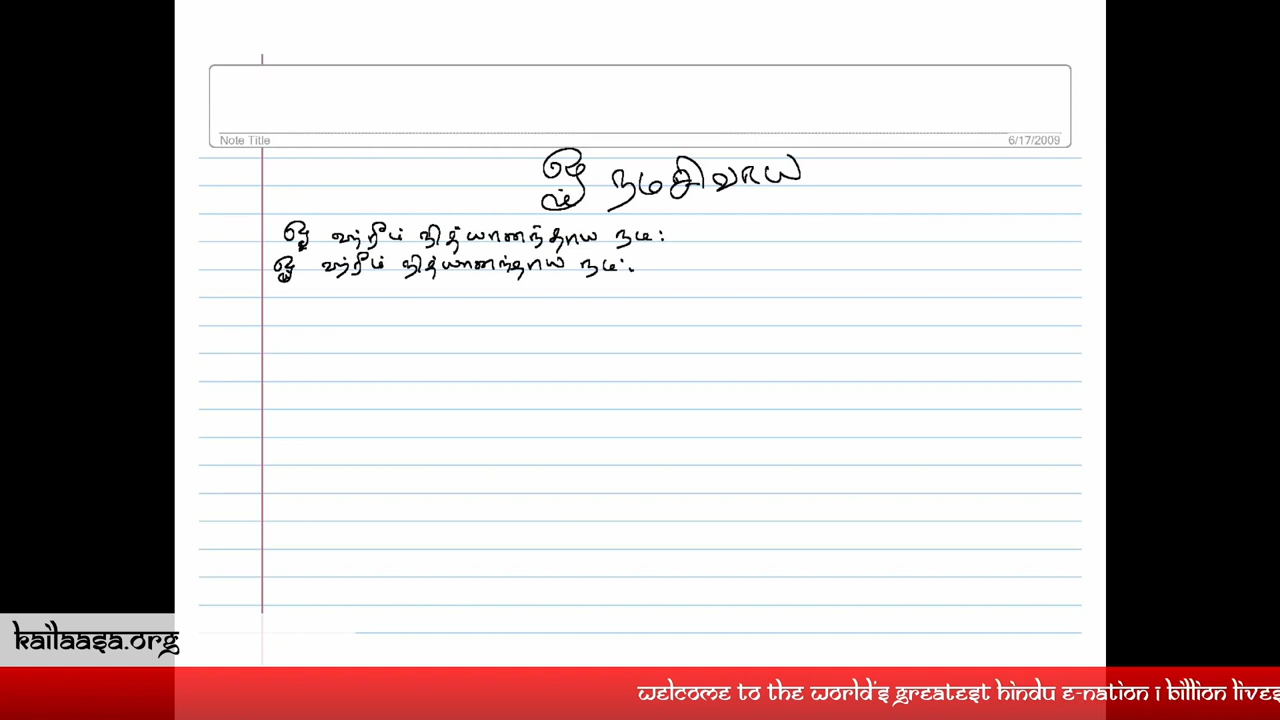 Note Title
6/17/2009
ஓம் நமசிவாய
ஓம் ஹ்ரீம் நித்யானந்தாய நம:
ஓம் ஹ்ரீம் நித்யானந்தாய நம:
kailaasa.org
welcome to the world's greatest hindu e-nation 1 billion lives